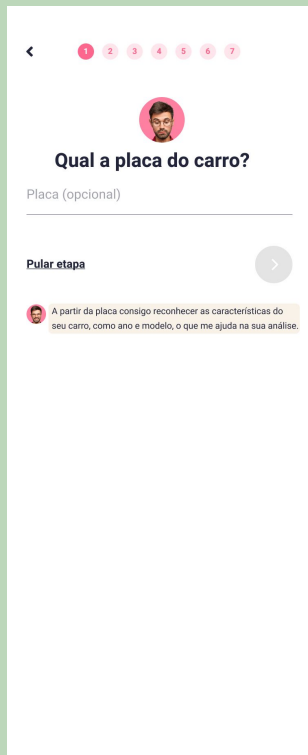 1 2 3 4 5 6 7
Qual a placa do carro?
Placa (opcional)
Pular etapa
A partir da placa consigo reconhecer as características do
seu carro, como ano e modelo, o que me ajuda na sua análise.